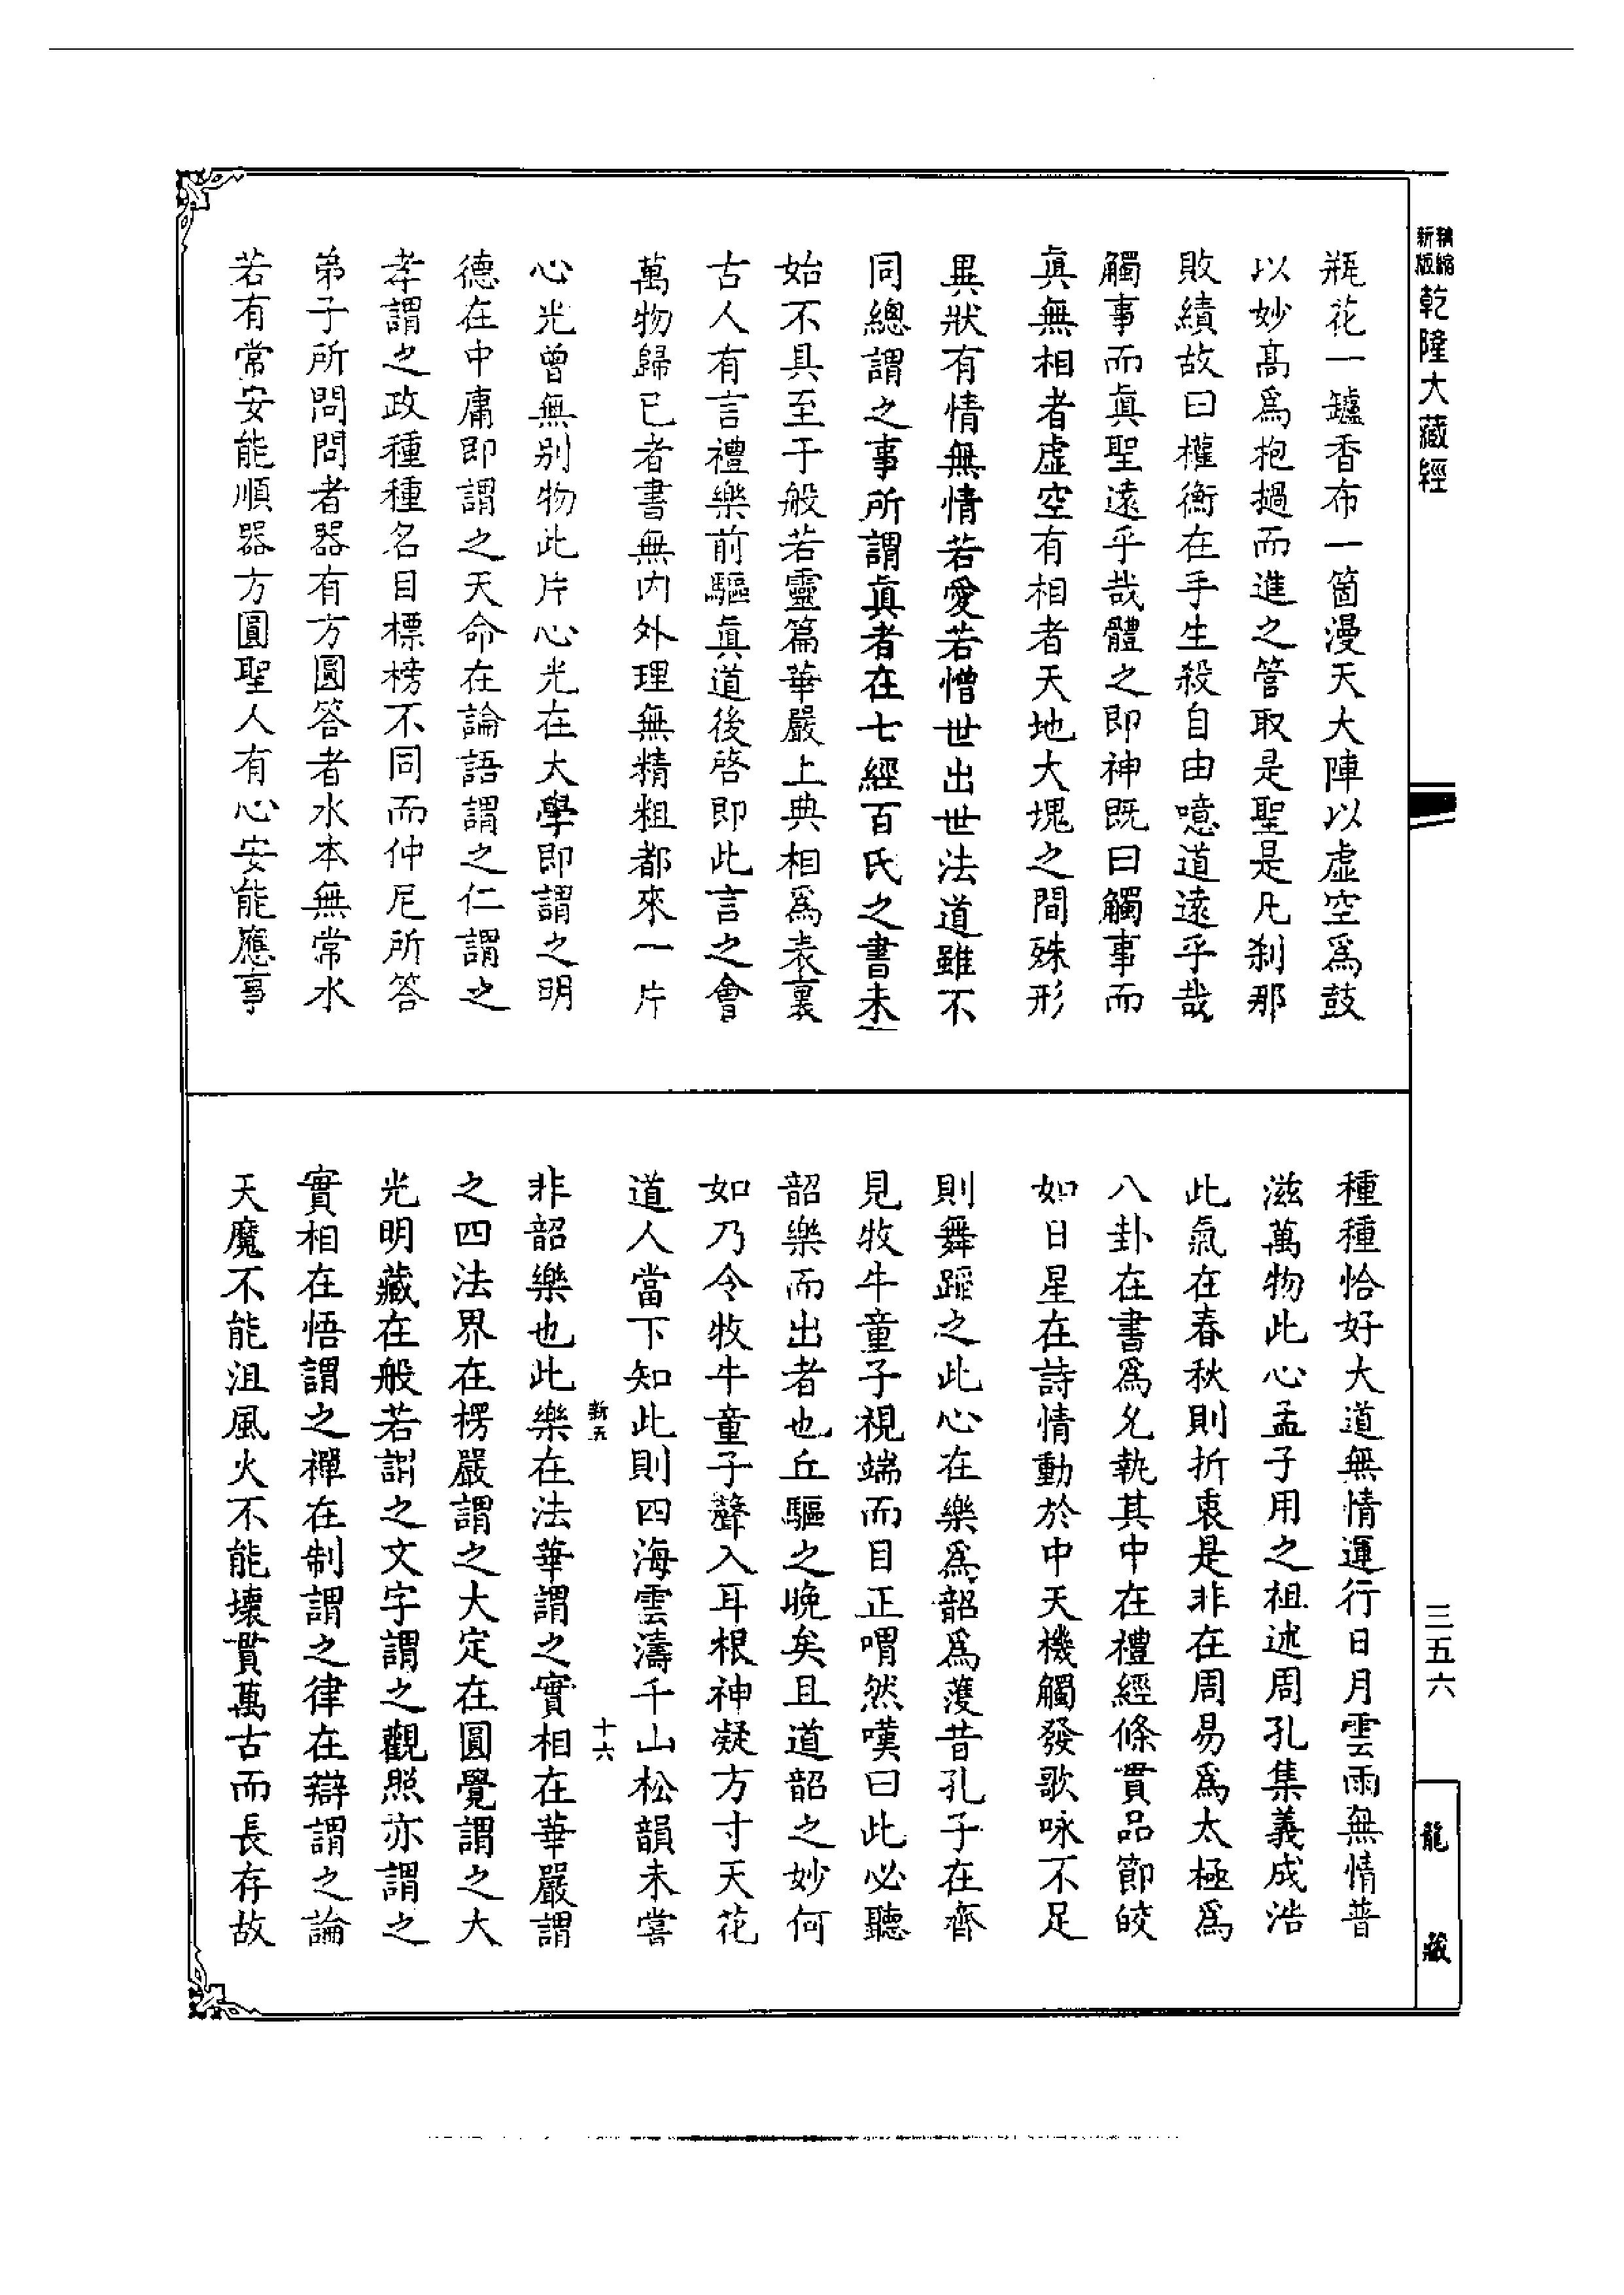 精縮
新版
乾隆大藏經
瓶花一罏香布一箇漫天大陣以虛空爲鼓
以妙高爲枹撾而進之管取是聖是凡刹那
敗績故曰權衡在手生殺自由噫道遠乎哉
觸事而眞聖遠乎哉體之即神既曰觸事而
眞無相者虛空有相者天地大塊之間殊形
異狀有情無情若愛若憎世出世法道雖不
同總謂之事所謂眞者在七經百氏之書未
始不具至于般若靈篇華嚴上典相爲表裏
古人有言禮樂前驅眞道後啓即此言之會
萬物歸已者書無內外理無精粗都來一片
心光曾無別物此片心光在大學即謂之明
德在中庸即謂之天命在論語謂之仁謂之
孝謂之政種種名目標榜不同而仲尼所答
弟子所問問者器有方圓答者水本無常水
若有常安能順器方圓聖人有心安能應事
種種恰好大道無情運行日月雲雨無情普
滋萬物此心孟子用之祖述周孔集義成浩
此氣在春秋則折衷是非在周易爲太極爲
八卦在書爲允執其中在禮經條貫品節皎
如日星在詩情動於中天機觸發歌咏不足
則舞蹈之此心在樂爲韶爲濩昔孔子在齊
見牧牛童子視端而目正喟然嘆曰此必聽
韶樂而出者也丘驅之晚矣且道韶之妙何
如乃令牧牛童子聲入耳根神凝方寸天花
道人當下知此則四海雲濤千山松韻未嘗
新五
十六
非韶樂也此樂在法華謂之實相在華嚴謂
之四法界在楞嚴謂之大定在圓覺謂之大
光明藏在般若謂之文字謂之觀照亦謂之
實相在悟謂之禪在制謂之律在辯謂之論
天魔不能沮風火不能壞貫萬古而長存故
三五六
龍藏